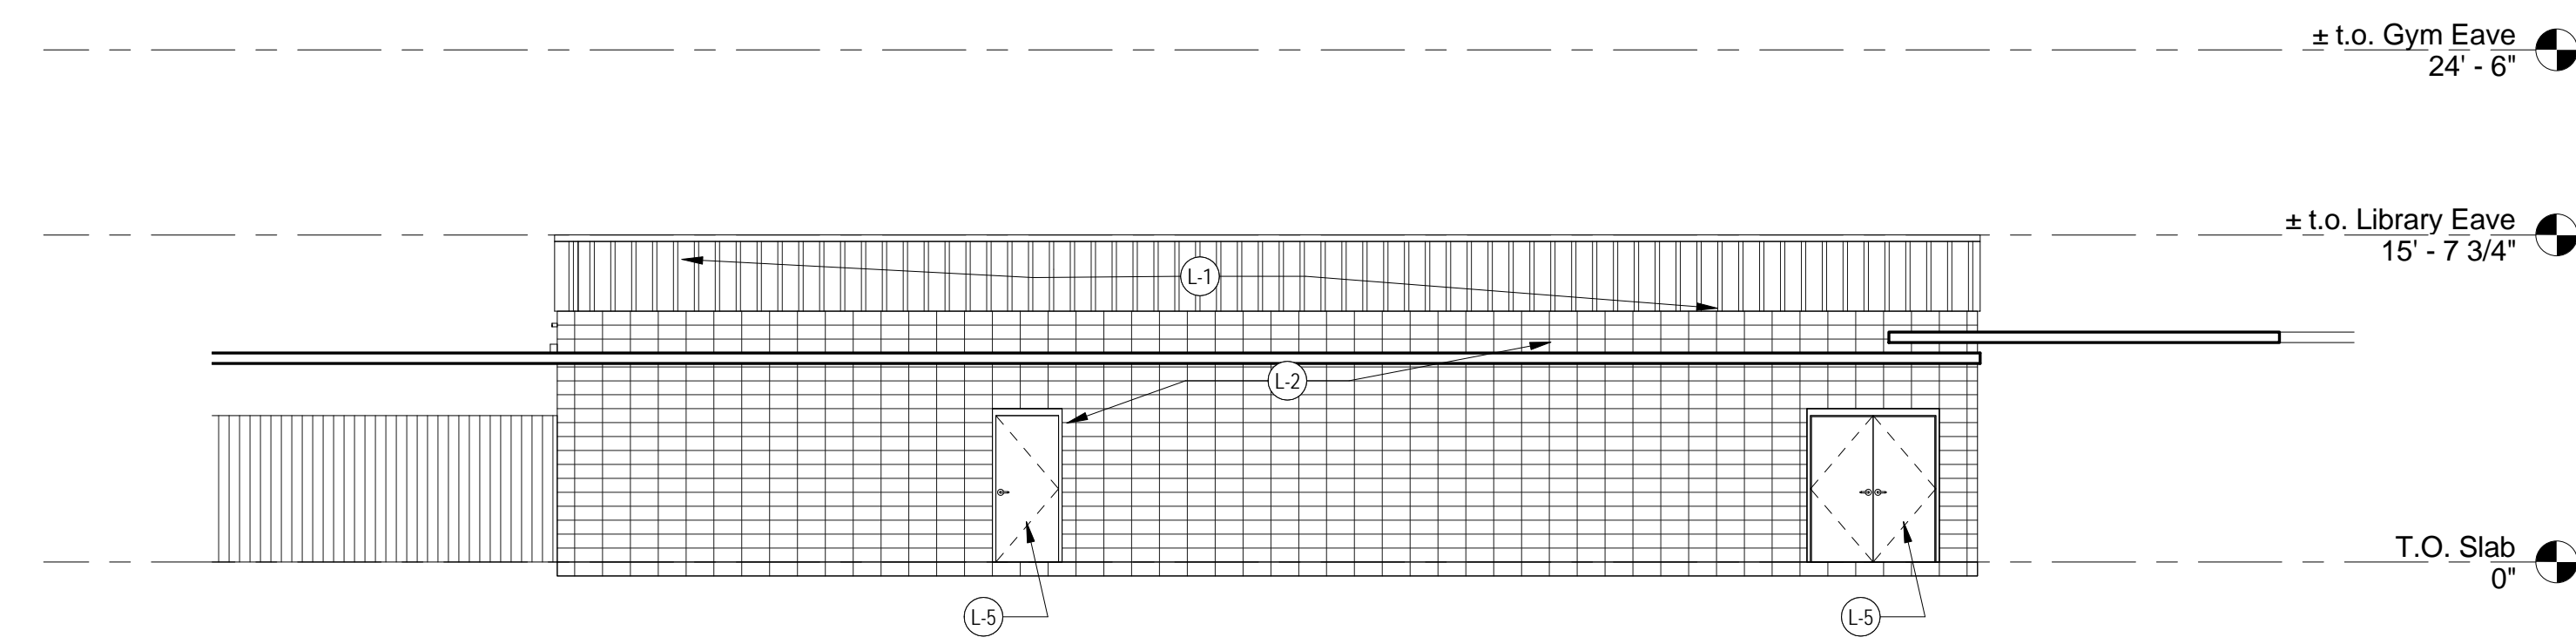 ± t.o. Gym Eave
24' - 6"
± t.o. Library Eave
15' - 7 3/4"
L-1
L-2
T.O. Slab
0"
L-5
L-5